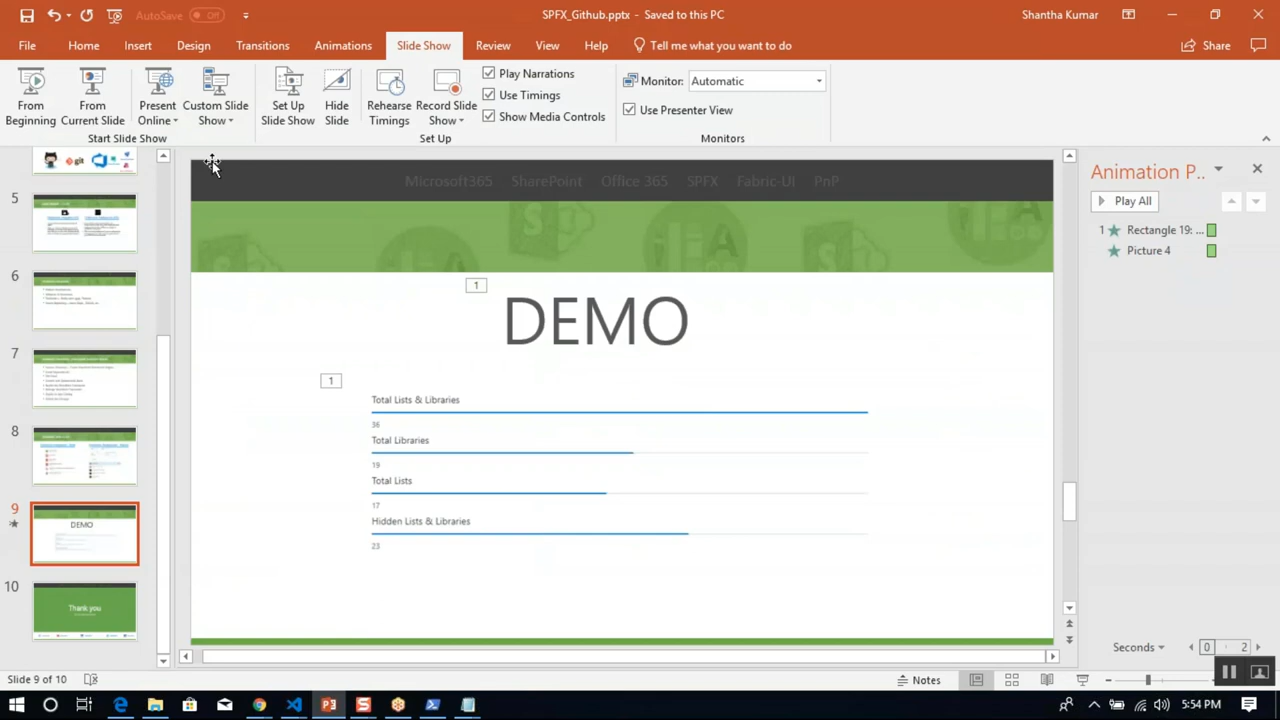 AutoSave Off
SPFX_Github.pptx - Saved to this PC
Shantha Kumar
File Home Insert Design Transitions Animations Slide Show Review View Help Tell me what you want to do Share
From Beginning
From Current Slide
Present Online
Custom Slide Show
Set Up Slide Show
Hide Slide
Rehearse Timings
Record Slide Show
Play Narrations
Use Timings
Show Media Controls
Monitor: Automatic
Use Presenter View
Start Slide Show
Set Up
Monitors
git
5
6
7
8
9
DEMO
10
Thank you
Microsoft365 SharePoint Office 365 SPFX Fabric-UI PnP
1
DEMO
1
Total Lists & Libraries
36
Total Libraries
19
Total Lists
17
Hidden Lists & Libraries
23
Animation P...
Play All
1 Rectangle 19: ...
Picture 4
Seconds 0 2
Slide 9 of 10
Notes
5:54 PM